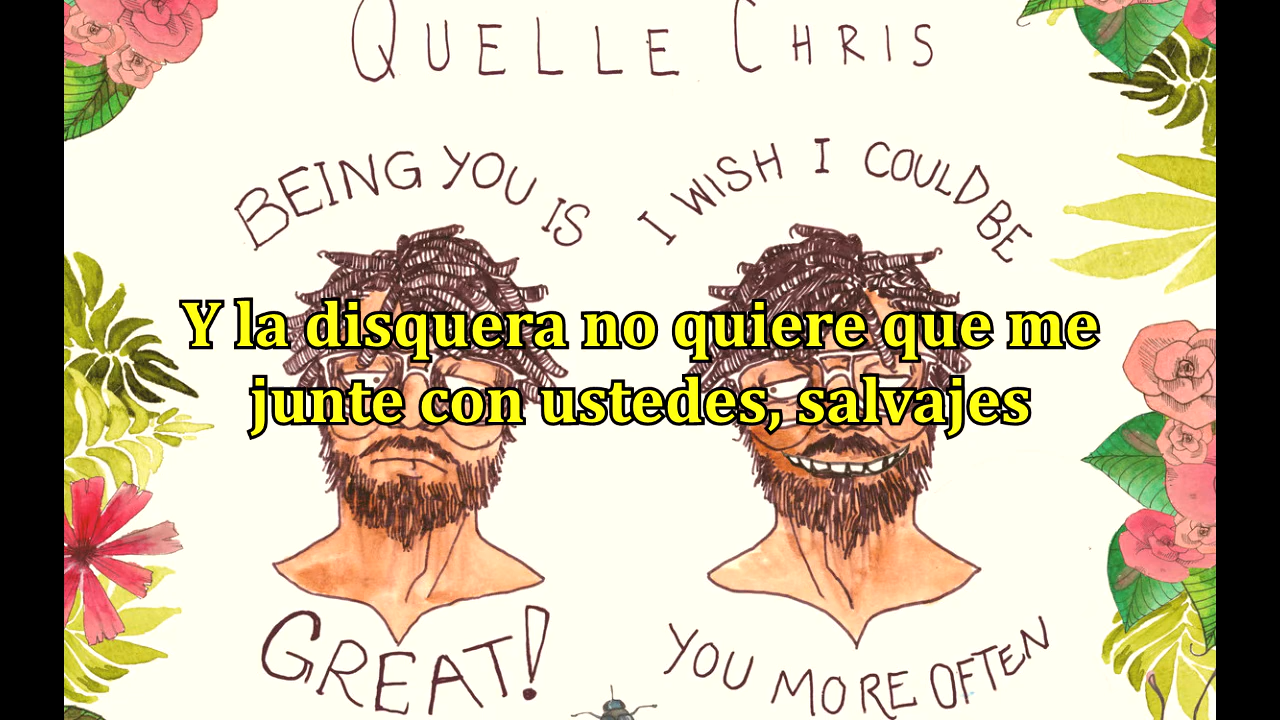 QUELLE CHRIS
BEING YOU IS
I WISH I COULD BE
Y la disquera no quiere que me
junte con ustedes, salvajes
GREAT!
YOU MORE OFTEN